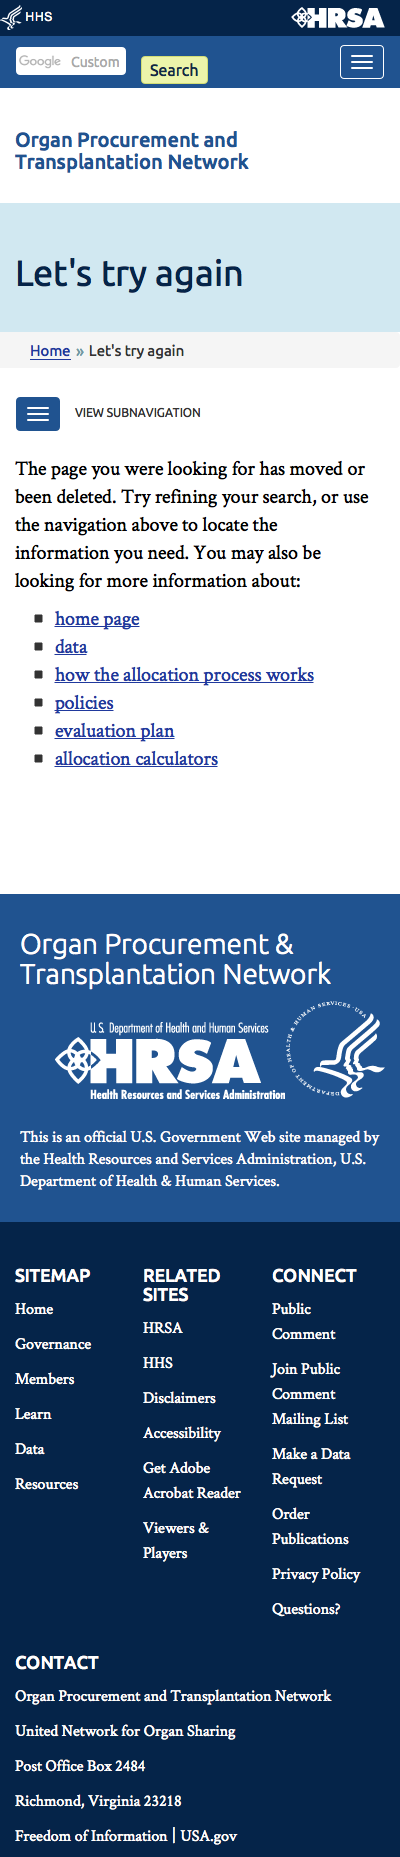 HHS
HRSA
Google Custom
Search
Organ Procurement and
Transplantation Network
Let's try again
Home » Let's try again
VIEW SUBNAVIGATION
The page you were looking for has moved or
been deleted. Try refining your search, or use
the navigation above to locate the
information you need. You may also be
looking for more information about:
home page
data
how the allocation process works
policies
evaluation plan
allocation calculators
Organ Procurement &
Transplantation Network
U.S. Department of Health and Human Services
HRSA
Health Resources and Services Administration
DEPARTMENT OF HEALTH & HUMAN SERVICES · USA
This is an official U.S. Government Web site managed by
the Health Resources and Services Administration, U.S.
Department of Health & Human Services.
SITEMAP
Home
Governance
Members
Learn
Data
Resources
RELATED
SITES
HRSA
HHS
Disclaimers
Accessibility
Get Adobe
Acrobat Reader
Viewers &
Players
CONNECT
Public
Comment
Join Public
Comment
Mailing List
Make a Data
Request
Order
Publications
Privacy Policy
Questions?
CONTACT
Organ Procurement and Transplantation Network
United Network for Organ Sharing
Post Office Box 2484
Richmond, Virginia 23218
Freedom of Information | USA.gov